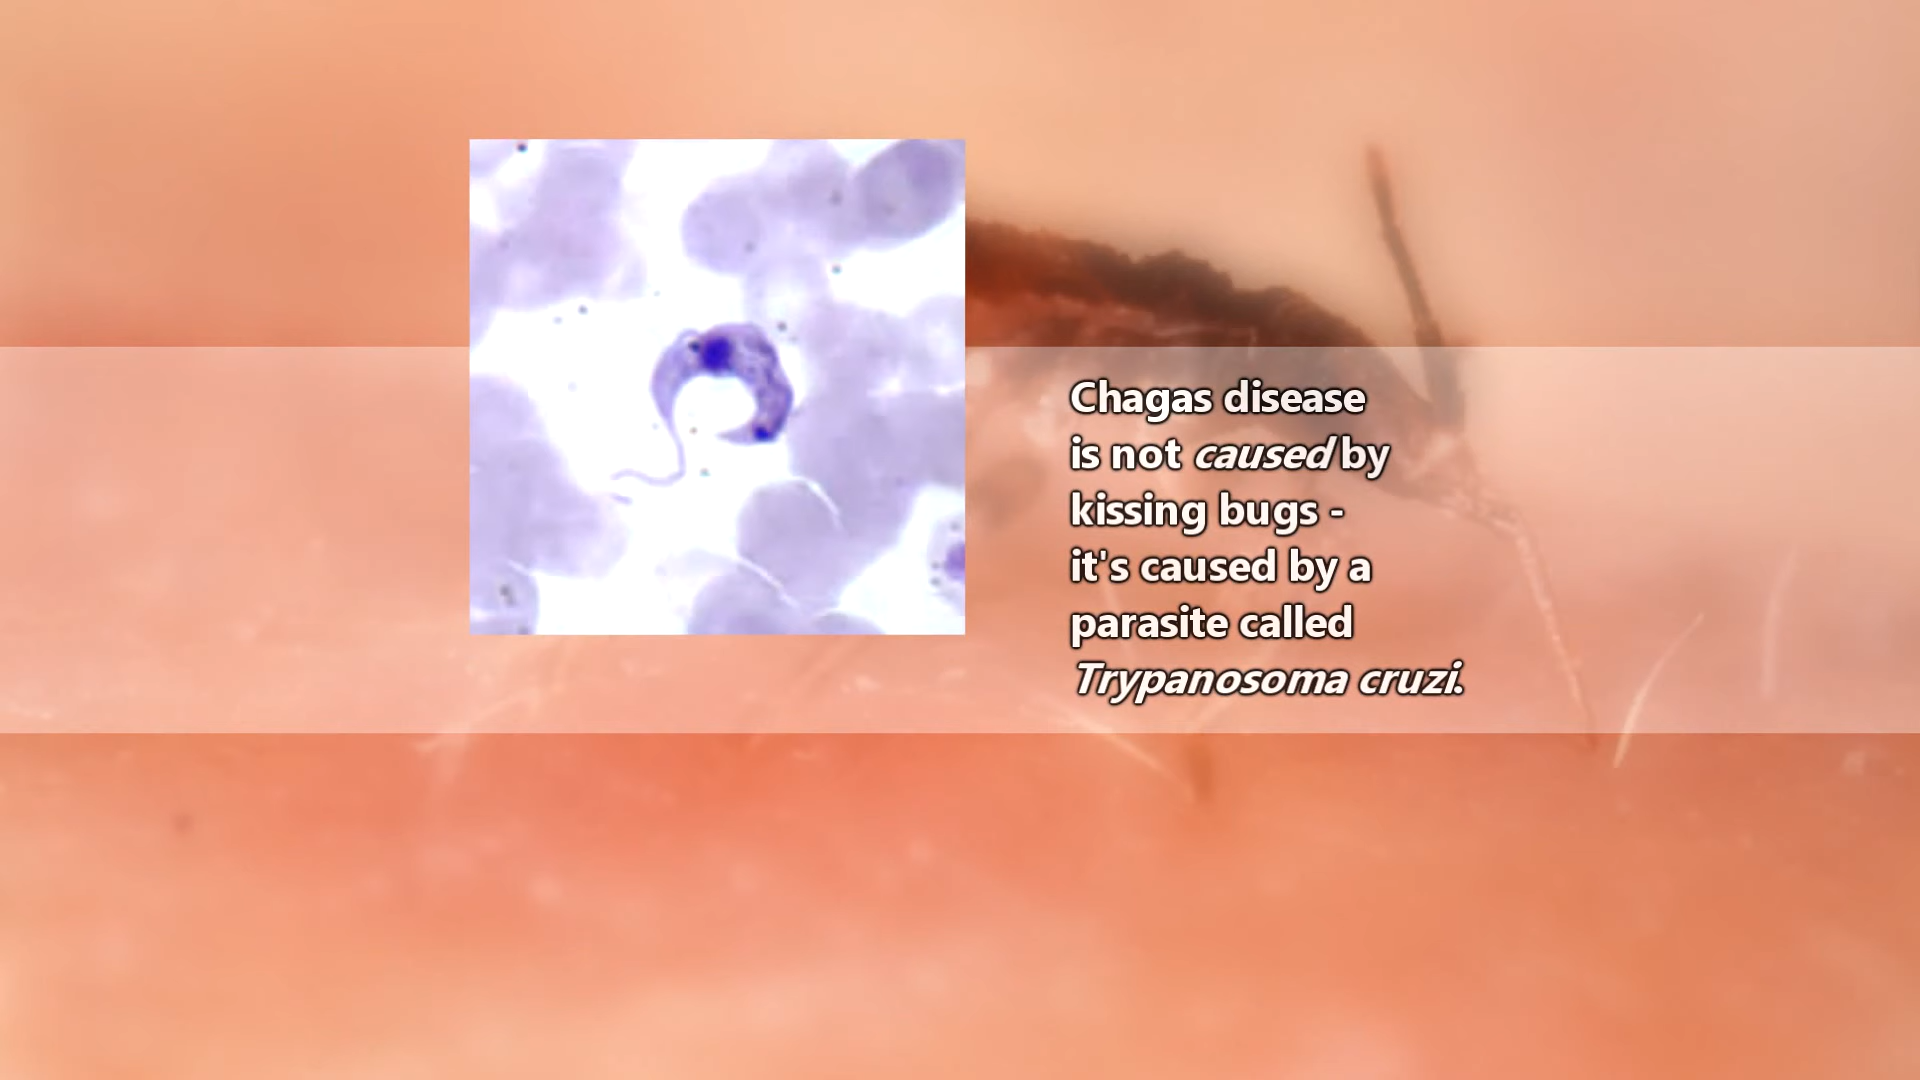 Chagas disease
is not caused by
kissing bugs -
it's caused by a
parasite called
Trypanosoma cruzi.